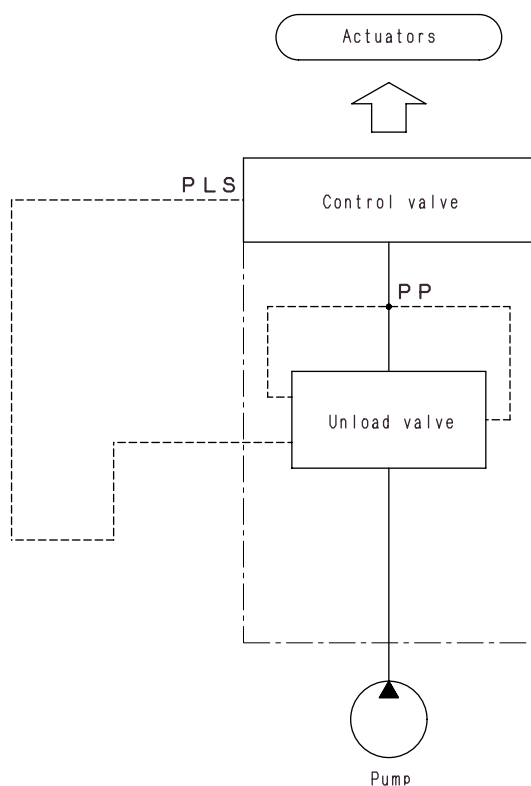 Actuators
PLS
Control valve
PP
Unload valve
Pump